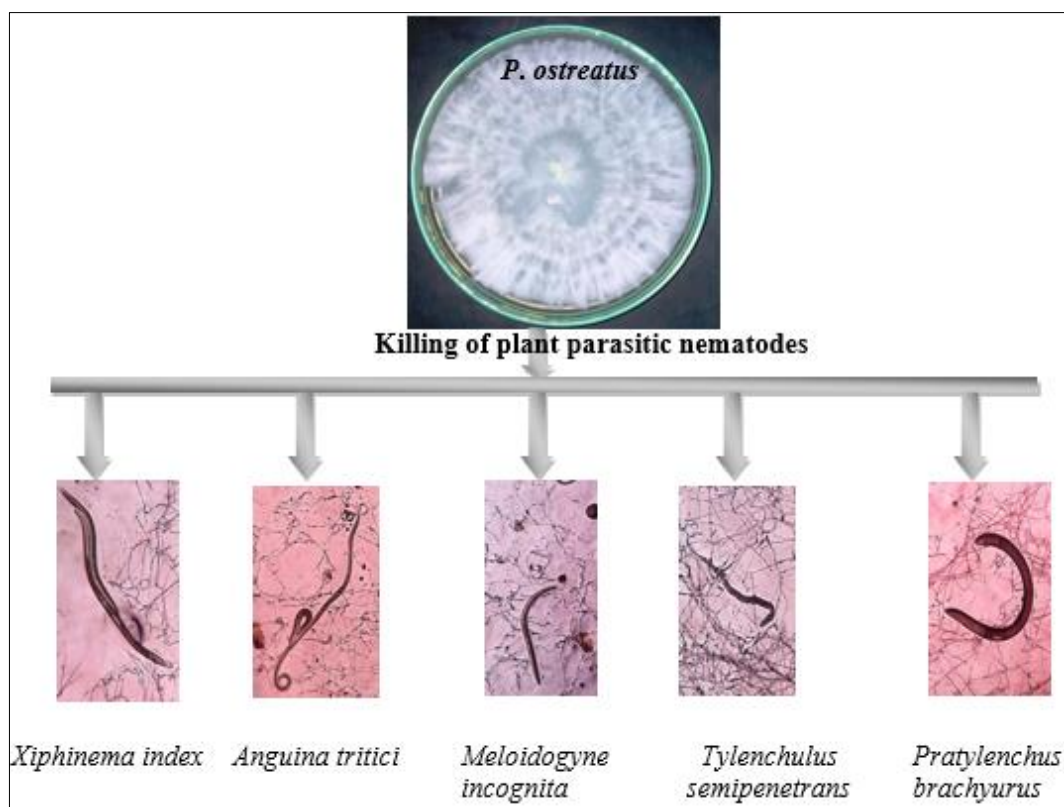 P. ostreatus
Killing of plant parasitic nematodes
Xiphinema index
Anguina tritici
Meloidogyne
incognita
Tylenchulus
semipenetrans
Pratylenchus
brachyurus